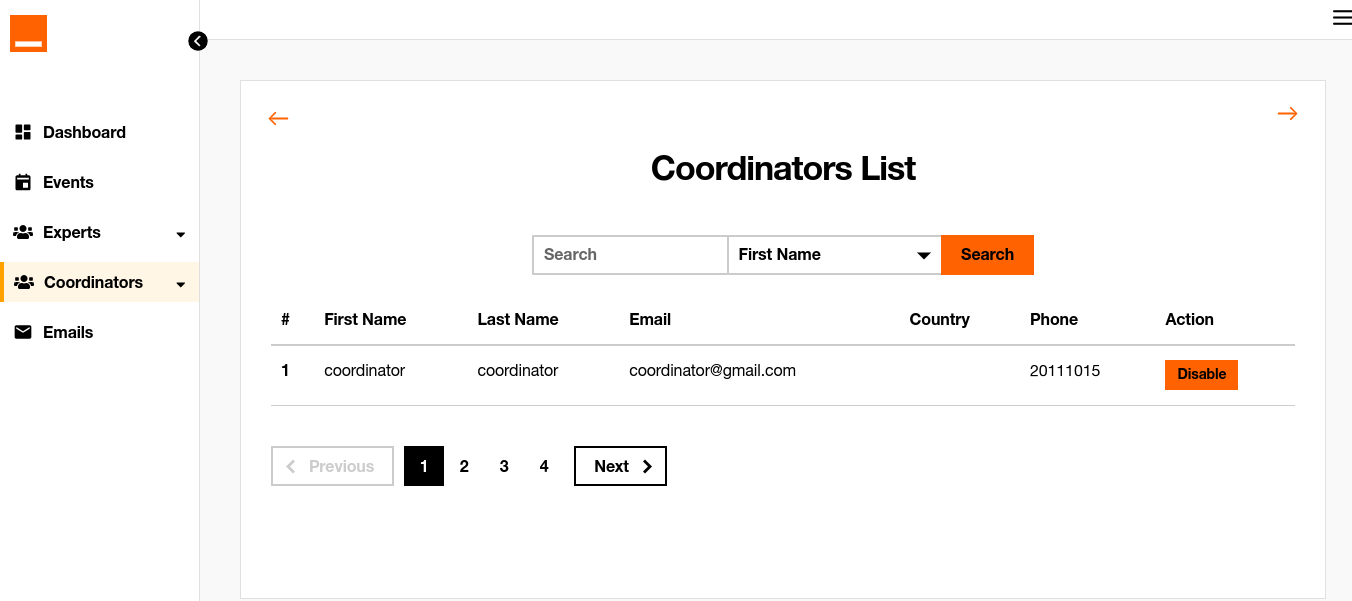 Dashboard
Events
Experts
Coordinators
Emails
Coordinators List
Search First Name Search
# First Name Last Name Email Country Phone Action
1 coordinator coordinator coordinator@gmail.com 20111015 Disable
Previous 1 2 3 4 Next